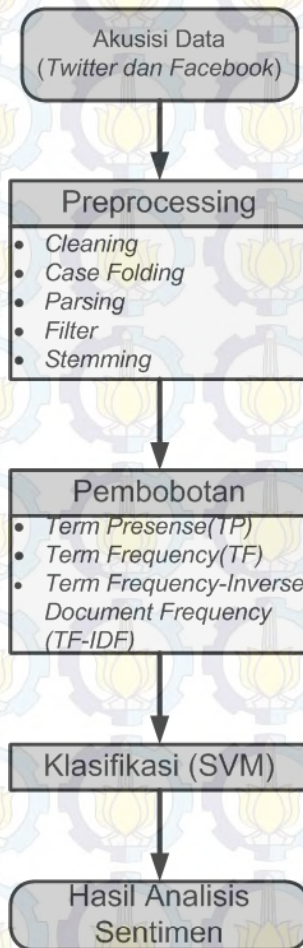 Akusisi Data
(Twitter dan Facebook)
Preprocessing
• Cleaning
• Case Folding
• Parsing
• Filter
• Stemming
Pembobotan
• Term Presense(TP)
• Term Frequency(TF)
• Term Frequency-Inverse
Document Frequency
(TF-IDF)
Klasifikasi (SVM)
Hasil Analisis
Sentimen